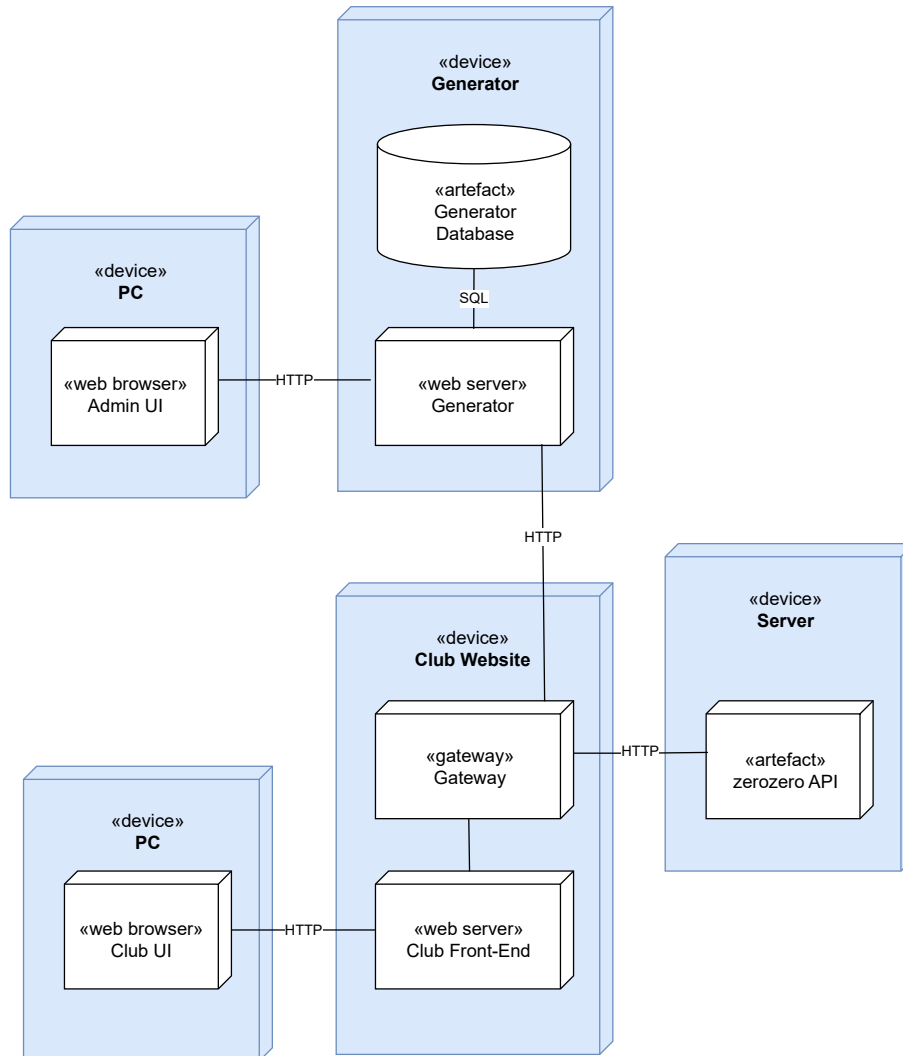 «device»
Generator
«artefact»
Generator
Database
SQL
«web server»
Generator
«device»
PC
«web browser»
Admin UI
HTTP
HTTP
«device»
Club Website
«gateway»
Gateway
HTTP
«device»
Server
«artefact»
zerozero API
«web server»
Club Front-End
HTTP
«device»
PC
«web browser»
Club UI